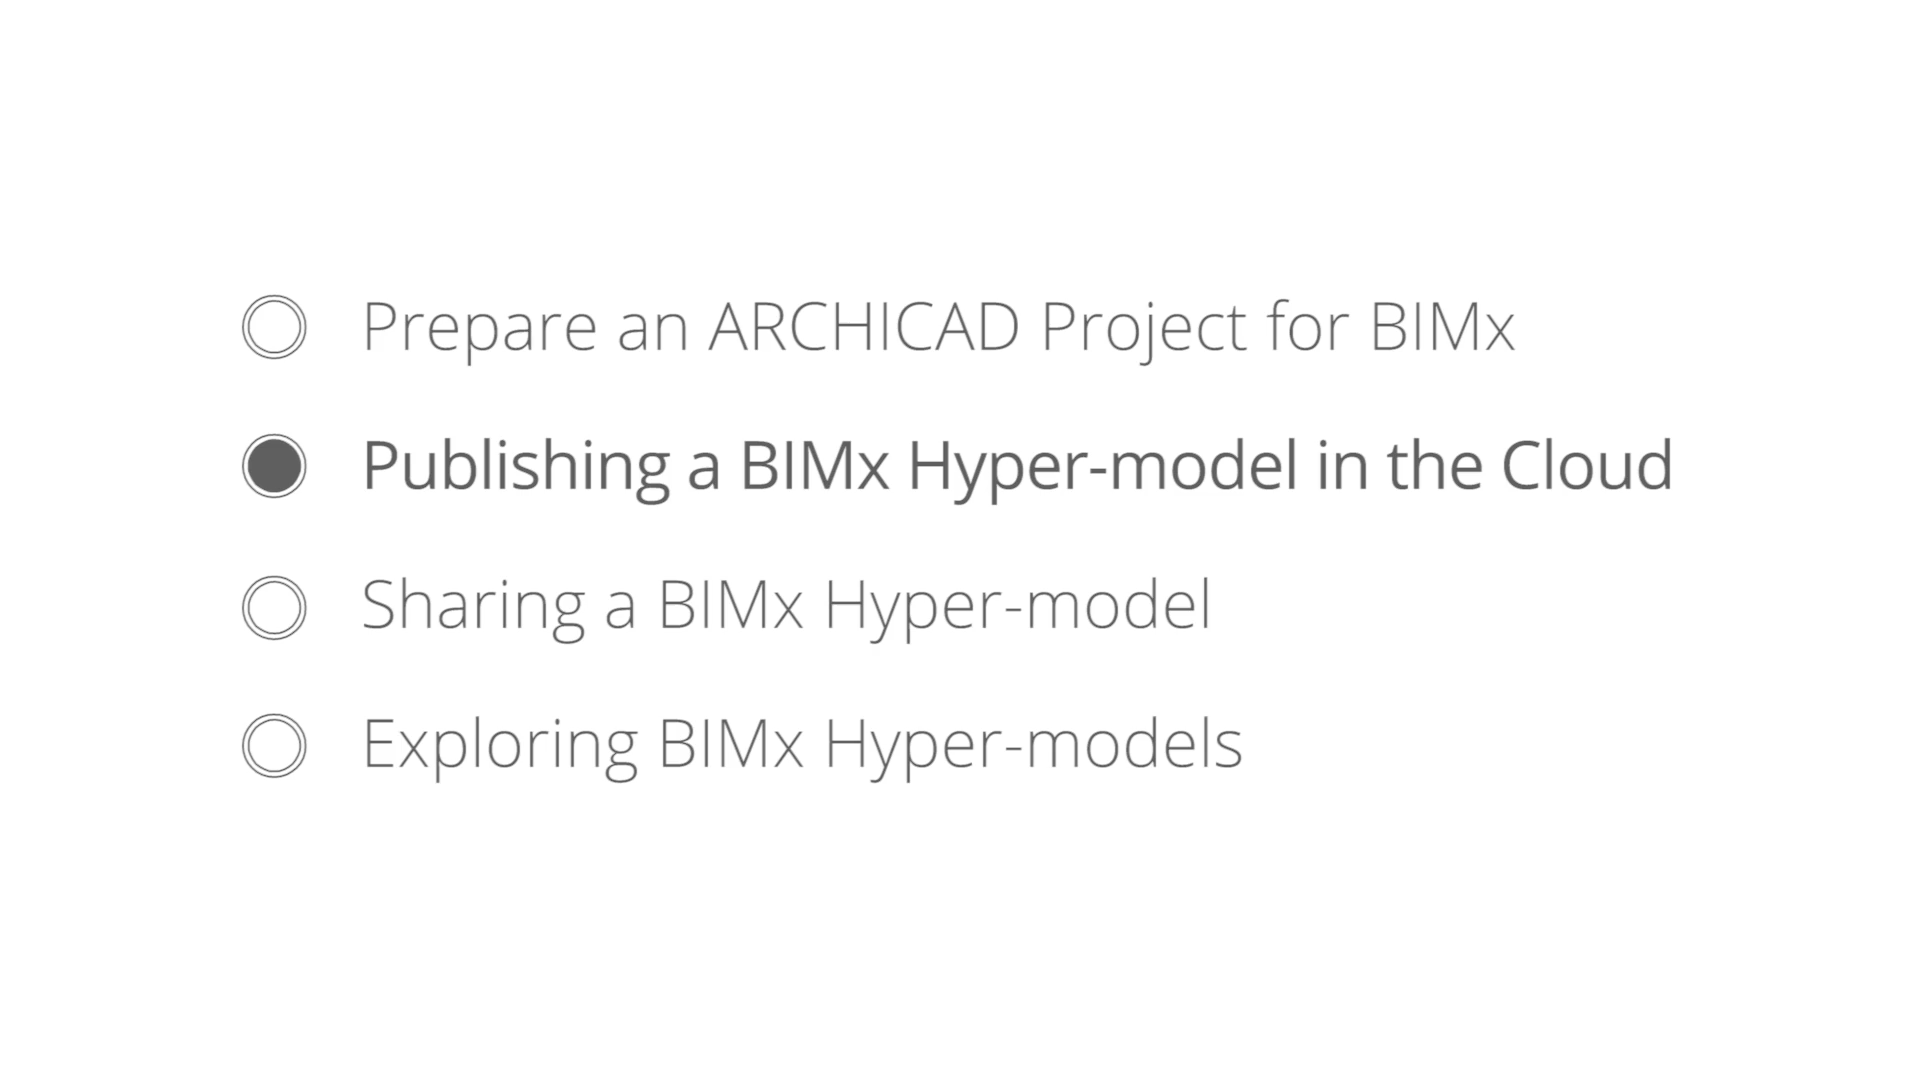 Prepare an ARCHICAD Project for BIMx
Publishing a BIMx Hyper-model in the Cloud
Sharing a BIMx Hyper-model
Exploring BIMx Hyper-models